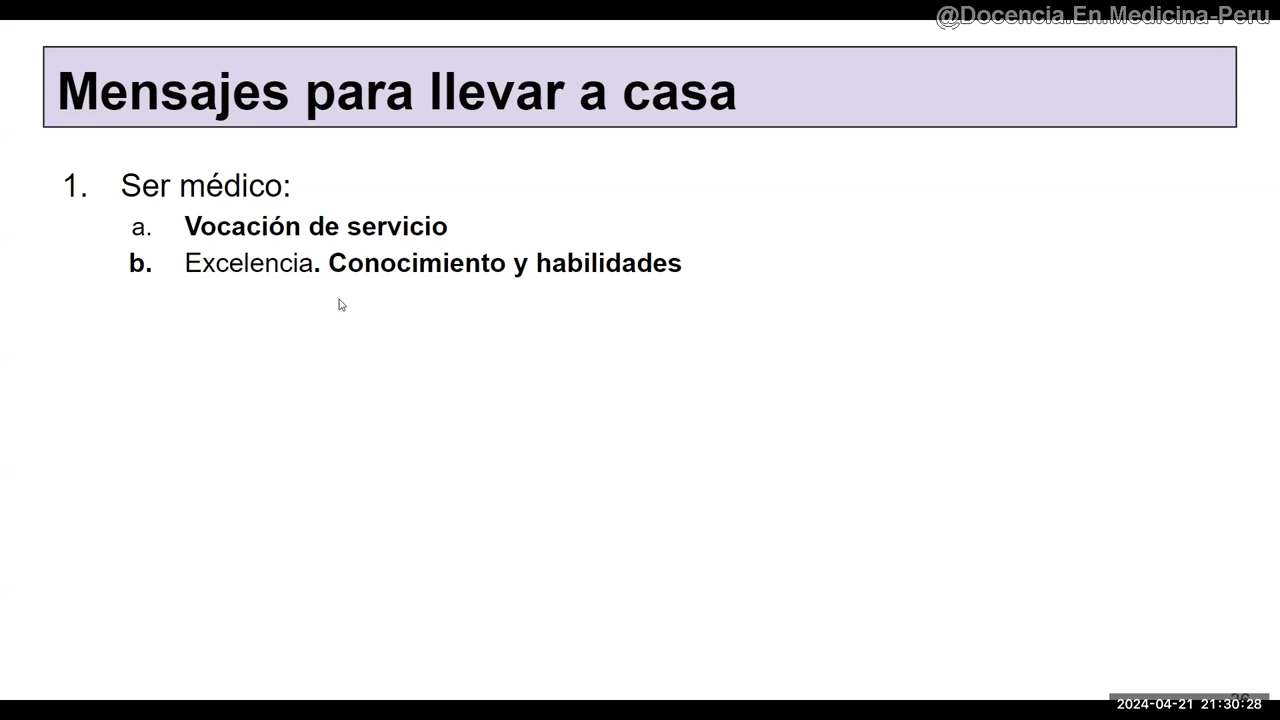 @Docencia.En.Medicina-Peru
Mensajes para llevar a casa
1. Ser médico:
a. Vocación de servicio
b. Excelencia. Conocimiento y habilidades
2024-04-21 21:30:28